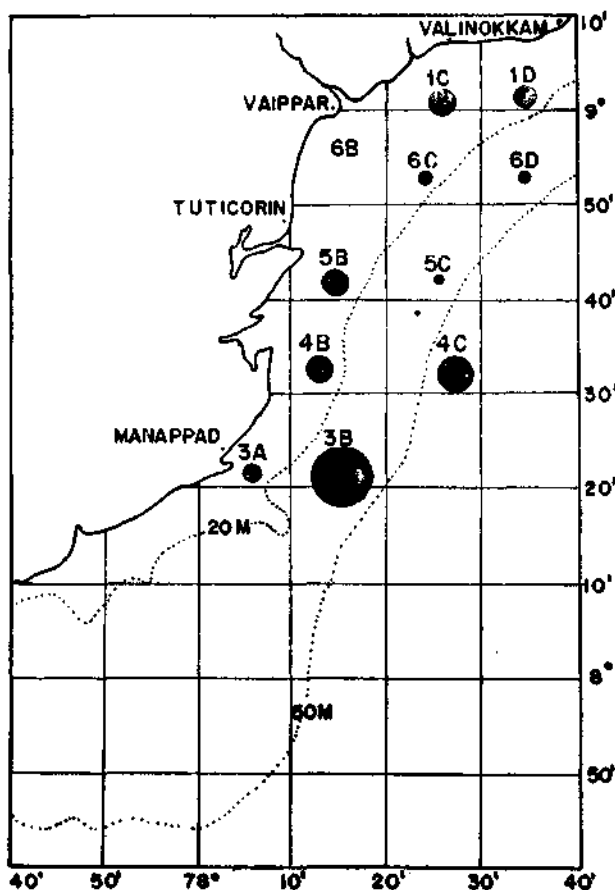 VALINOKKAM
10'
1C
1D
VAIPPAR.
9°
6B
6C
6D
TUTICORIN
50'
5B
5C
40'
4B
4C
30'
MANAPPAD
3A
3B
20'
20M
10'
8°
50M
50'
40' 50' 78° 10' 20' 30' 40'